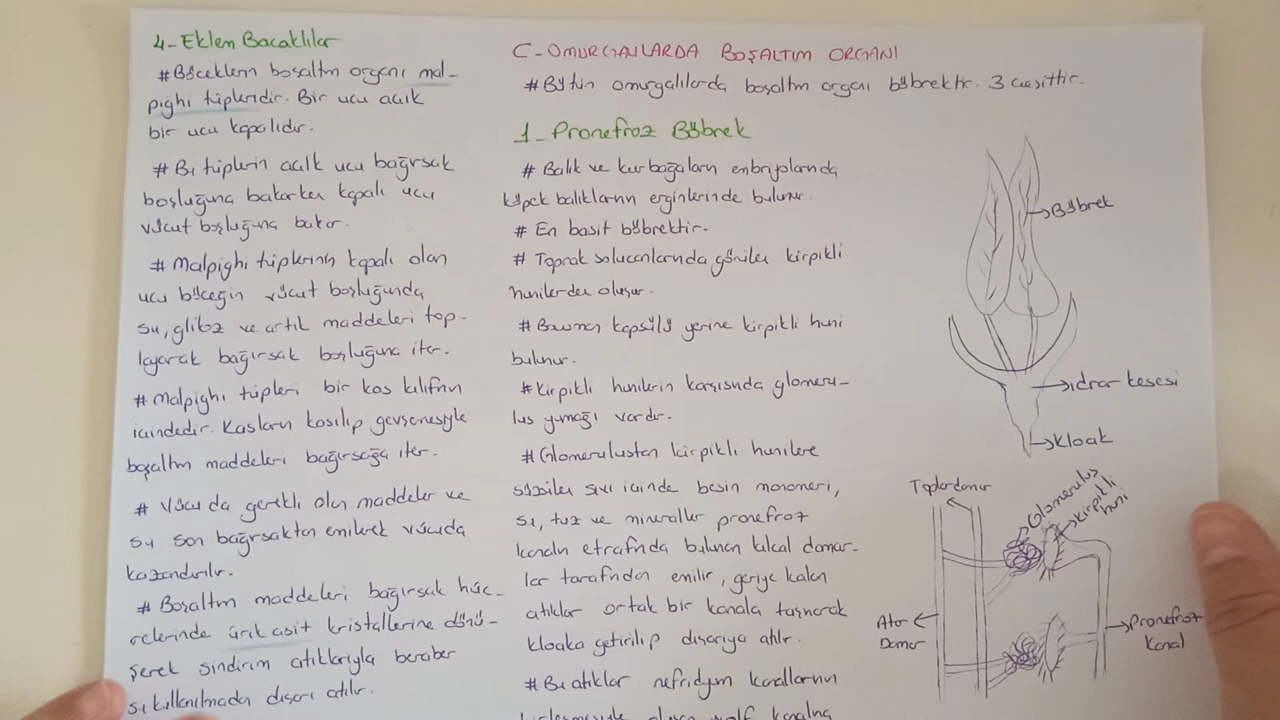 4- Eklem Bacaklılar
# Böceklerin boşaltım organı mal-
pighi tüpleridir. Bir ucu açık
bir ucu kapalıdır.
# Bu tüplerin açık ucu bağırsak
boşluğuna bakarken kapalı ucu
vücut boşluğuna bakar.
# Malpighi tüplerinin kapalı olan
ucu böceğin vücut boşluğunda
su, glikoz ve artık maddeleri top-
layarak bağırsak boşluğuna iter.
# Malpighi tüpleri bir kas kılıfının
içindedir. Kasların kasılıp gevşemesiyle
boşaltım maddeleri bağırsağa iter.
# Vücuda gerekli olan maddeler ve
su son bağırsaktan emilerek vücuda
kazandırılır.
# Boşaltım maddeleri bağırsak hüc-
relerinde ürik asit kristallerine dönü-
şerek sindirim atıklarıyla beraber
su kullanılmadan dışarı atılır.
C- OMURGALILARDA BOŞALTIM ORGANI
# Bütün omurgalılarda boşaltım organı böbrektir. 3 çeşittir.
1- Pronefroz Böbrek
# Balık ve kurbağaların embriyolarında
köpek balıklarının erginlerinde bulunur.
# En basit böbrektir.
# Toprak solucanlarında görülen kirpikli
hunilerden oluşur.
# Bowman kapsülü yerine kirpikli huni
bulunur.
# Kirpikli hunilerin karşısında glomeru-
lus yumağı vardır.
# Glomerulustan kirpikli hunilere
süzülen sıvı içinde besin monomeri,
su, tuz ve mineraller pronefroz
kanalın etrafında bulunan kılcal damar-
lar tarafından emilir, geriye kalan
atıklar ortak bir kanala taşınarak
kloaka getirilip dışarıya atılır.
# Bu atıklar nefridyum kanallarının
birleşmesiyle oluşan wolf kanalına
Böbrek
idrar kesesi
Kloak
Toplardamar
Glomerulus
Kirpikli
huni
Atar
Damar
Pronefroz
Kanal